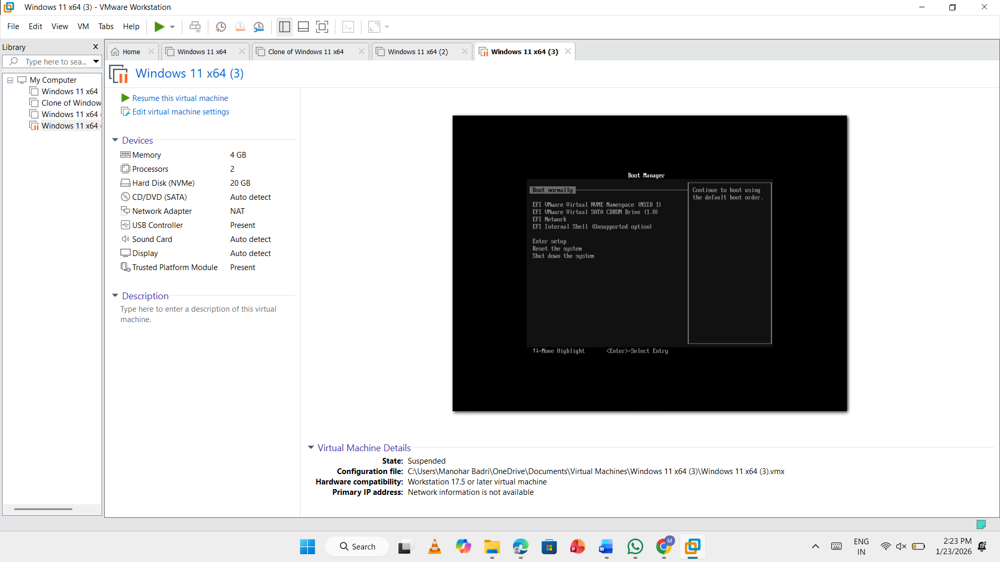 Windows 11 x64 (3) - VMware Workstation
File Edit View VM Tabs Help
Library
Type here to sea...
My Computer
Windows 11 x64
Clone of Window
Windows 11 x64
Windows 11 x64
Home
Windows 11 x64
Clone of Windows 11 x64
Windows 11 x64 (2)
Windows 11 x64 (3)
Windows 11 x64 (3)
Resume this virtual machine
Edit virtual machine settings
Devices
Memory 4 GB
Processors 2
Hard Disk (NVMe) 20 GB
CD/DVD (SATA) Auto detect
Network Adapter NAT
USB Controller Present
Sound Card Auto detect
Display Auto detect
Trusted Platform Module Present
Description
Type here to enter a description of this virtual
machine.
Boot Manager
Boot normally
EFI VMware Virtual NVME Namespace (NSID 1)
EFI VMware Virtual SATA CDROM Drive (1.0)
EFI Network
EFI Internal Shell (Unsupported option)
Enter setup
Reset the system
Shut down the system
Continue to boot using
the default boot order.
↑↓=Move Highlight <Enter>=Select Entry
Virtual Machine Details
State: Suspended
Configuration file: C:\Users\Manohar Badri\OneDrive\Documents\Virtual Machines\Windows 11 x64 (3)\Windows 11 x64 (3).vmx
Hardware compatibility: Workstation 17.5 or later virtual machine
Primary IP address: Network information is not available
Search
M
P
W
ENG
IN
2:23 PM
1/23/2026